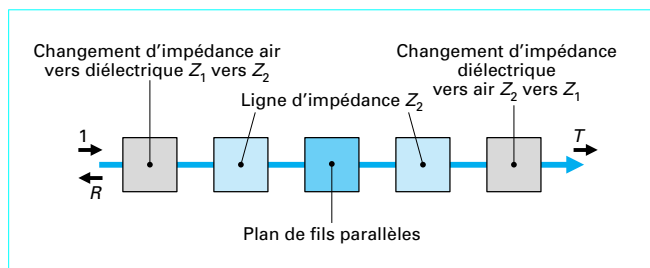 Changement d’impédance air
vers diélectrique Z₁ vers Z₂
Changement d’impédance
diélectrique
vers air Z₂ vers Z₁
Ligne d’impédance Z₂
1
R
T
Plan de fils parallèles